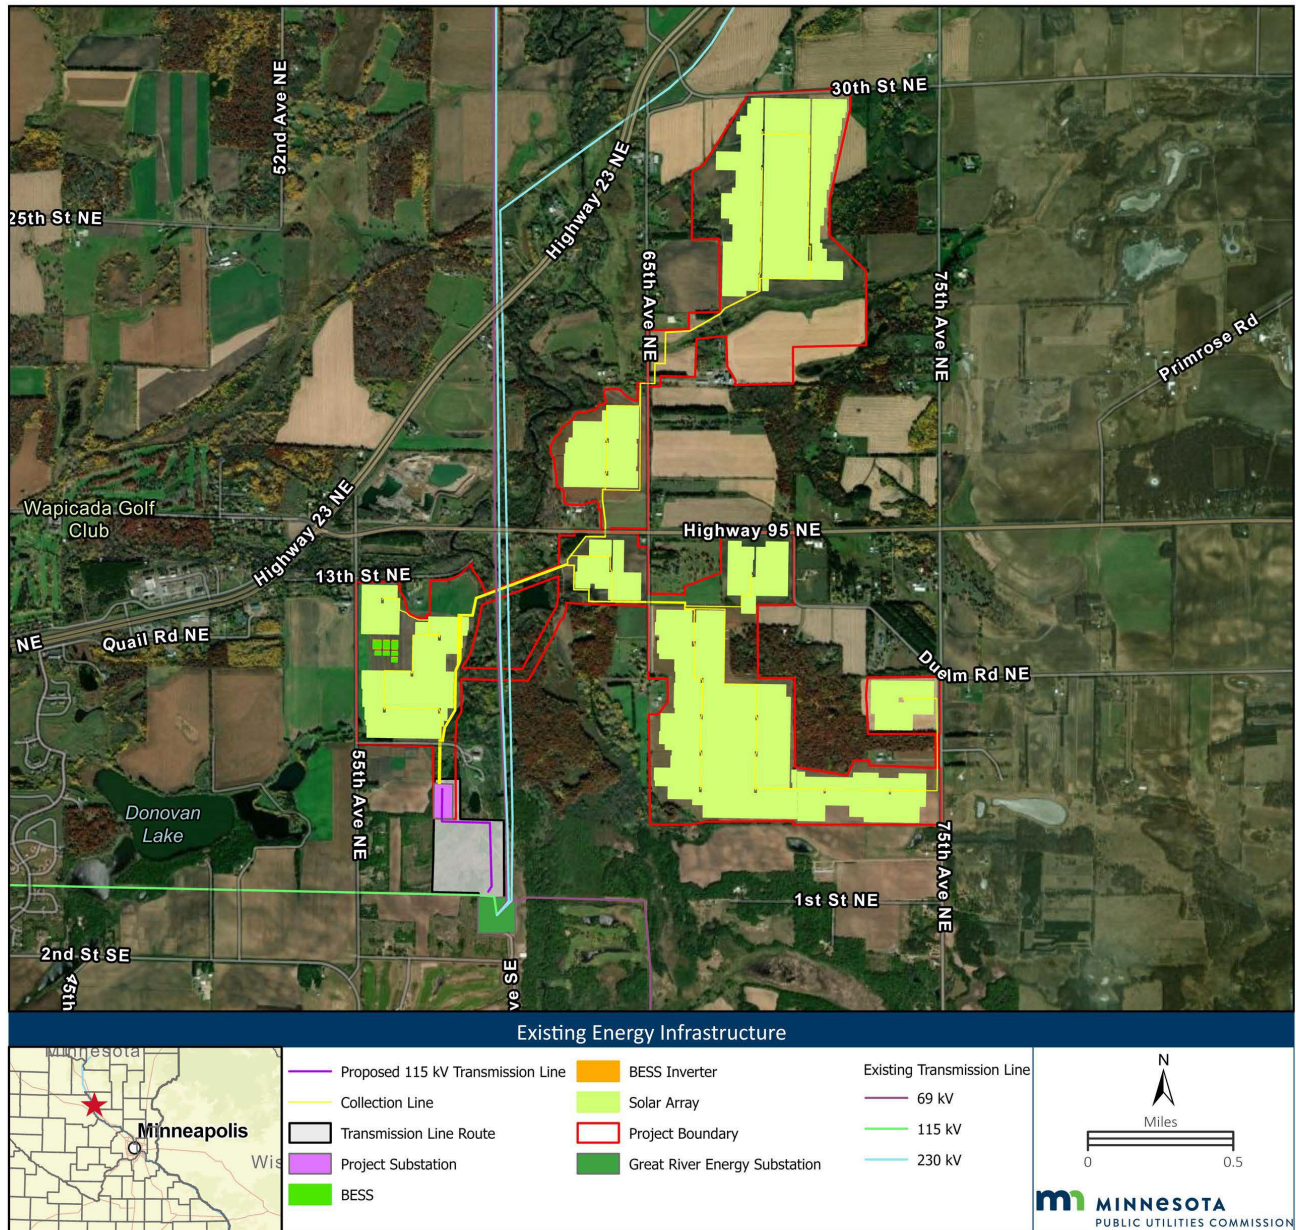 30th St NE
52nd Ave NE
25th St NE
Highway 23 NE
65th Ave NE
75th Ave NE
Primrose Rd
Wapicada Golf
Club
Highway 23 NE
Highway 95 NE
13th St NE
NE
Quail Rd NE
Duelm Rd NE
55th Ave NE
Donovan
Lake
75th Ave NE
1st St NE
2nd St SE
45th
ve SE
Existing Energy Infrastructure
Minnesota
Minneapolis
Wis
Proposed 115 kV Transmission Line
Collection Line
Transmission Line Route
Project Substation
BESS
BESS Inverter
Solar Array
Project Boundary
Great River Energy Substation
Existing Transmission Line
69 kV
115 kV
230 kV
N
Miles
0 0.5
mn MINNESOTA
PUBLIC UTILITIES COMMISSION